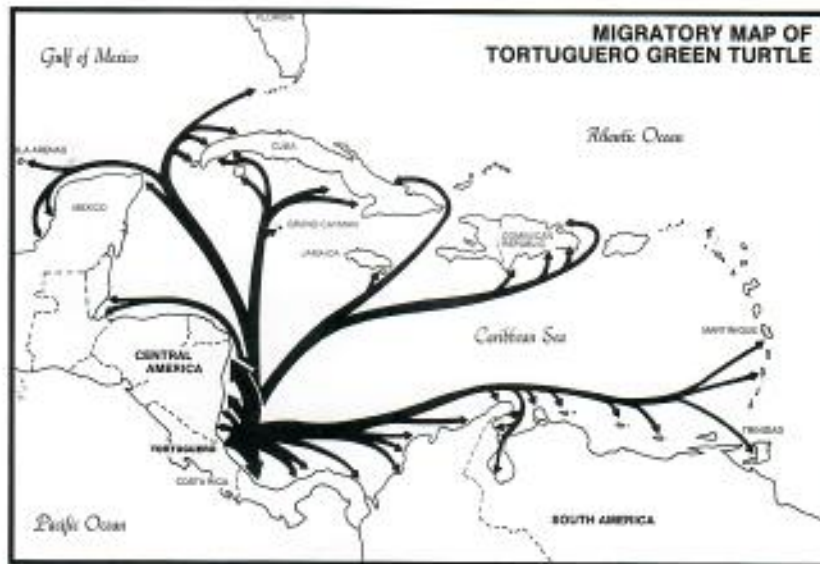 MIGRATORY MAP OF
TORTUGUERO GREEN TURTLE
FLORIDA
Gulf of Mexico
Atlantic Ocean
CUBA
MEXICO
GRAND CAYMAN
JAMAICA
DOMINICAN
REPUBLIC
Caribbean Sea
MARTINIQUE
CENTRAL
AMERICA
TORTUGUERO
TRINIDAD
COSTA RICA
Pacific Ocean
SOUTH AMERICA